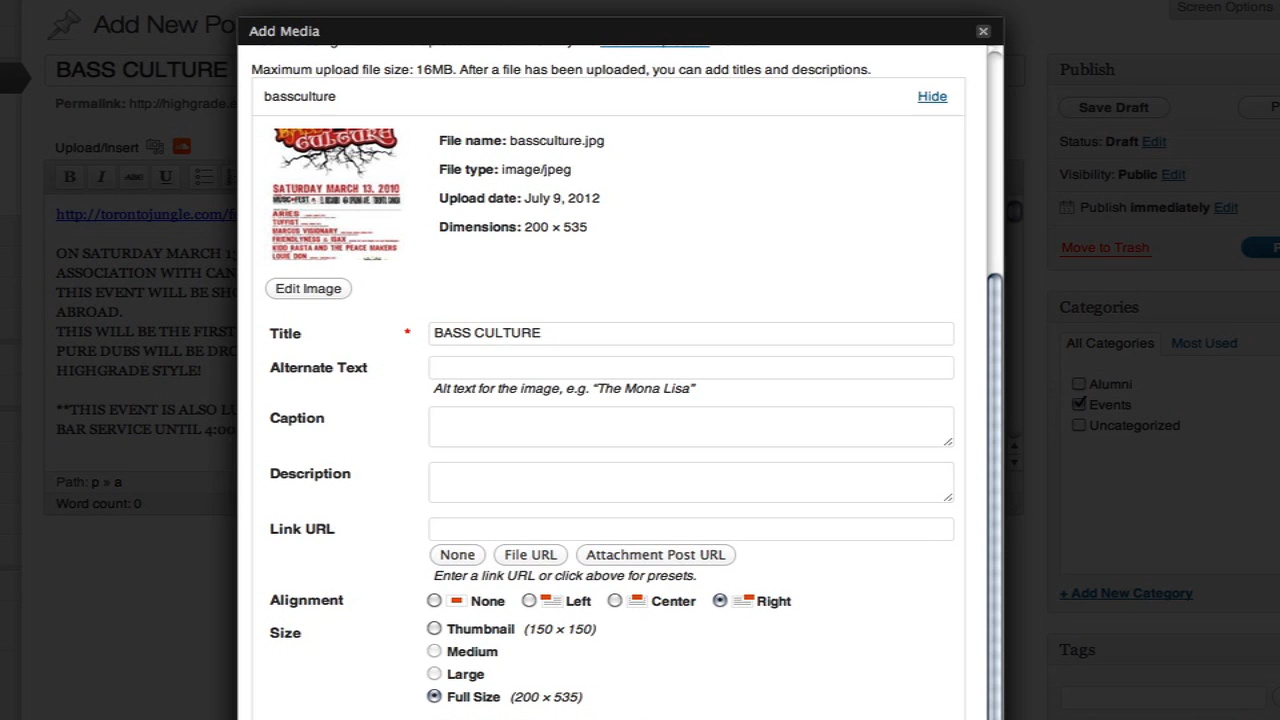 Screen Options
Add New Po
Add Media
Maximum upload file size: 16MB. After a file has been uploaded, you can add titles and descriptions.
BASS CULTURE
Publish
bassculture
Hide
Permalink: http://highgrade.e
Save Draft
P
CULTURE
File name: bassculture.jpg
Status: Draft Edit
Upload/Insert
File type: image/jpeg
Visibility: Public Edit
B I ABC U
SATURDAY MARCH 13, 2010
Upload date: July 9, 2012
Publish immediately Edit
http://torontojungle.com/f
ARIES
TUFFIST
MARCUS VISIONARY
FRIENDLYNESS & ISAX
KIDD RASTA AND THE PEACE MAKERS
LOUIE DON
Dimensions: 200 × 535
Move to Trash
ON SATURDAY MARCH 1
ASSOCIATION WITH CAN
THIS EVENT WILL BE SH
ABROAD.
THIS WILL BE THE FIRST
PURE DUBS WILL BE DR
HIGHGRADE STYLE!
**THIS EVENT IS ALSO L
BAR SERVICE UNTIL 4:00
Edit Image
Categories
Title * BASS CULTURE
All Categories Most Used
Alternate Text
Alt text for the image, e.g. “The Mona Lisa”
Alumni
Events
Uncategorized
Caption
Description
Path: p » a
Word count: 0
Link URL
None File URL Attachment Post URL
Enter a link URL or click above for presets.
+ Add New Category
Alignment None Left Center Right
Size Thumbnail (150 × 150)
Medium
Large
Full Size (200 × 535)
Tags